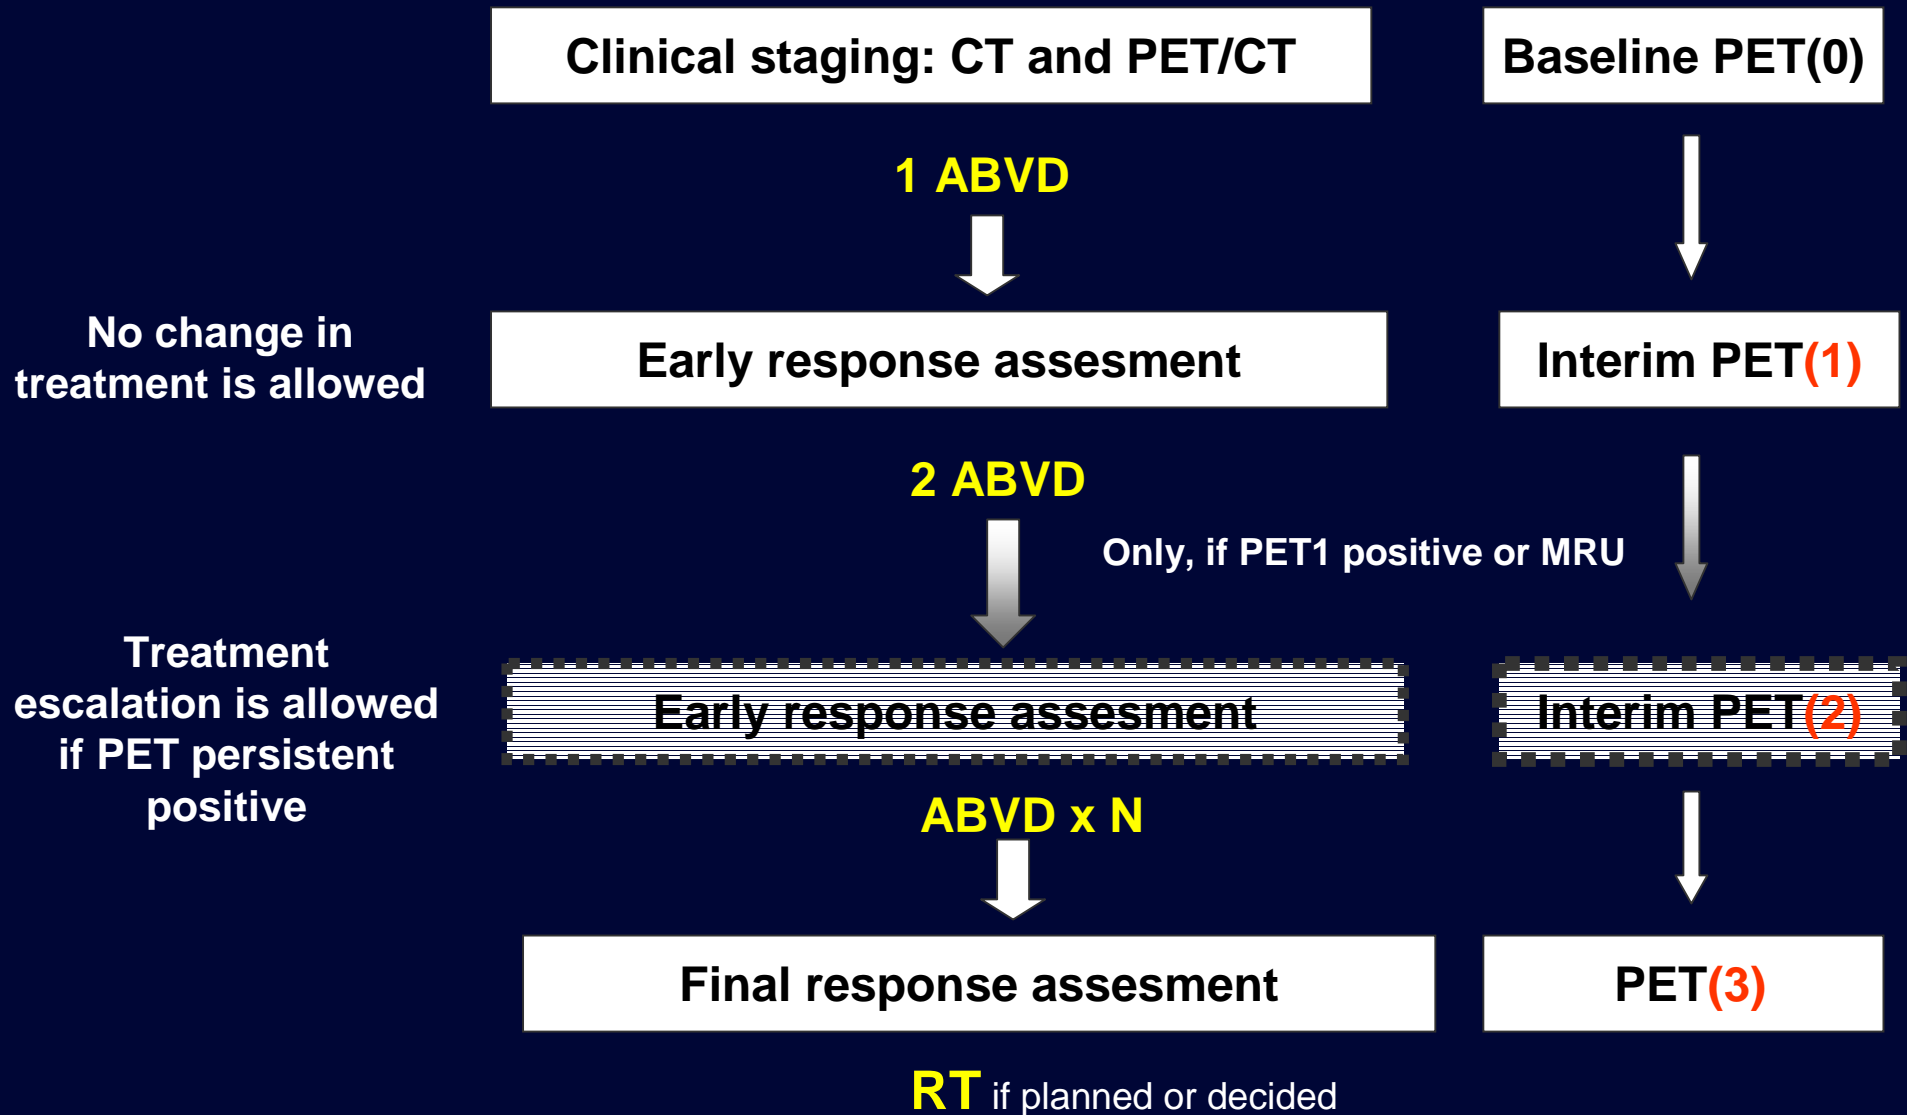 Clinical staging: CT and PET/CT
Baseline PET(0)
1 ABVD
No change in
treatment is allowed
Early response assesment
Interim PET(1)
2 ABVD
Only, if PET1 positive or MRU
Treatment
escalation is allowed
if PET persistent
positive
Early response assesment
Interim PET(2)
ABVD x N
Final response assesment
PET(3)
RT if planned or decided